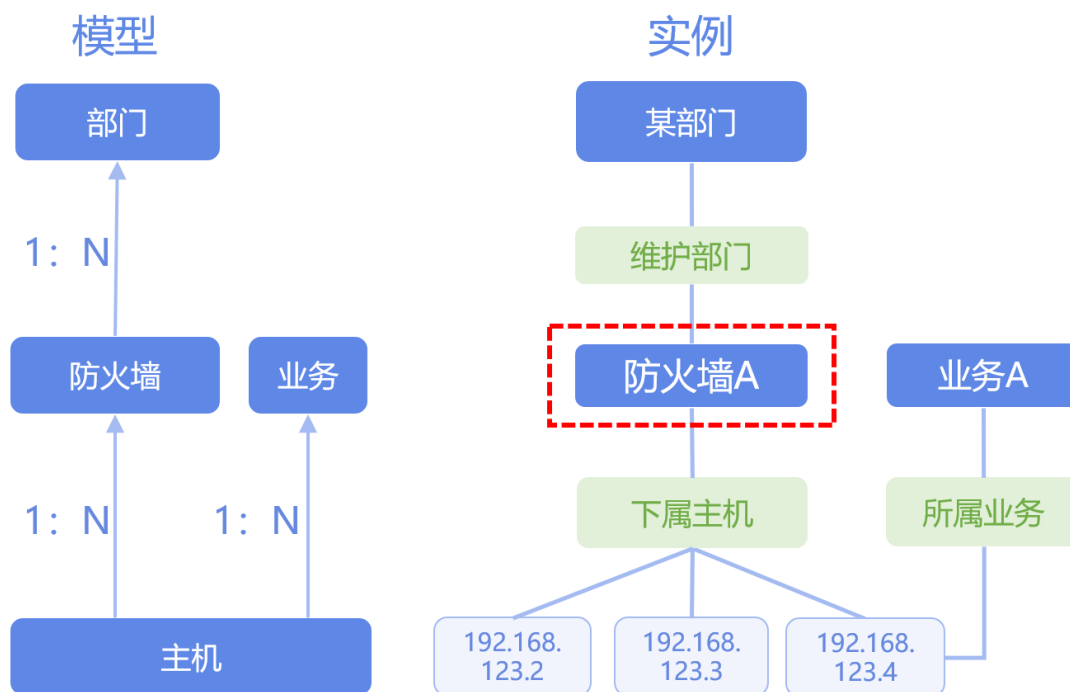 模型
实例
部门
某部门
1：N
维护部门
防火墙
业务
防火墙A
业务A
1：N
1：N
下属主机
所属业务
主机
192.168.
123.2
192.168.
123.3
192.168.
123.4